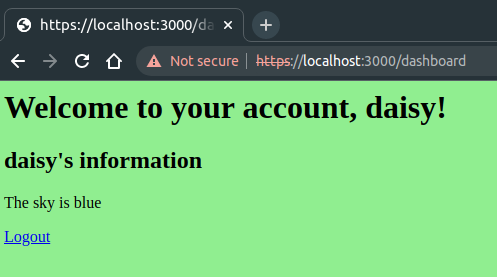 https://localhost:3000/da
Not secure https://localhost:3000/dashboard
Welcome to your account, daisy!
daisy's information
The sky is blue
Logout